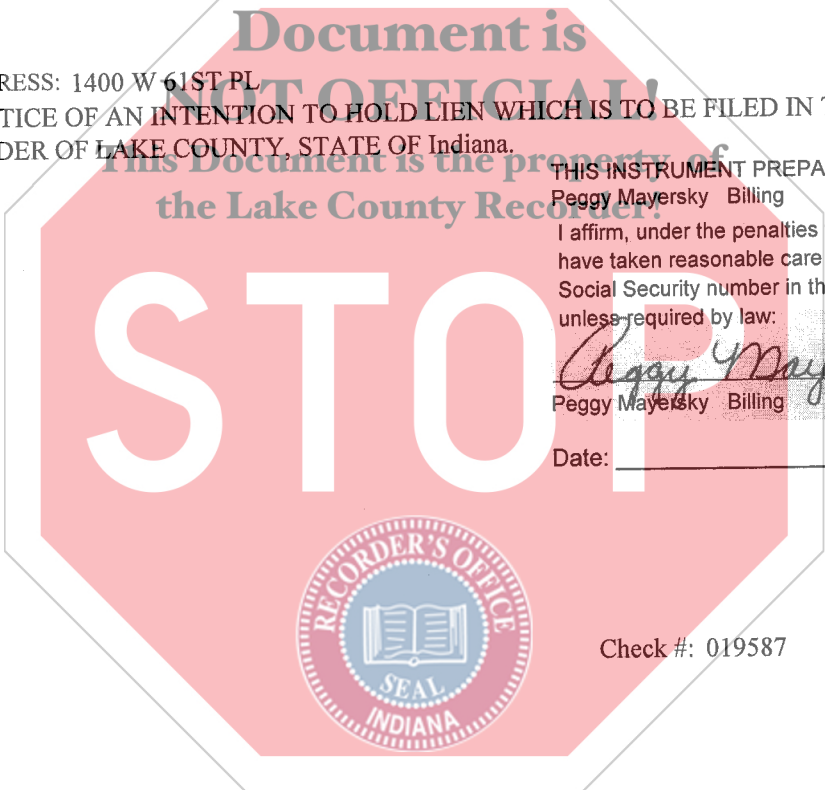 Document is
NOT OFFICIAL!
This Document is the property of
the Lake County Recorder!
RESS: 1400 W 61ST PL
TICE OF AN INTENTION TO HOLD LIEN WHICH IS TO BE FILED IN T
DER OF LAKE COUNTY, STATE OF Indiana.
THIS INSTRUMENT PREPA
Peggy Mayersky Billing
I affirm, under the penalties
have taken reasonable care
Social Security number in th
unless required by law:
Peggy May
Peggy Mayersky Billing
Date:
STOP
RECORDER'S OFFICE
SEAL
INDIANA
Check #: 019587